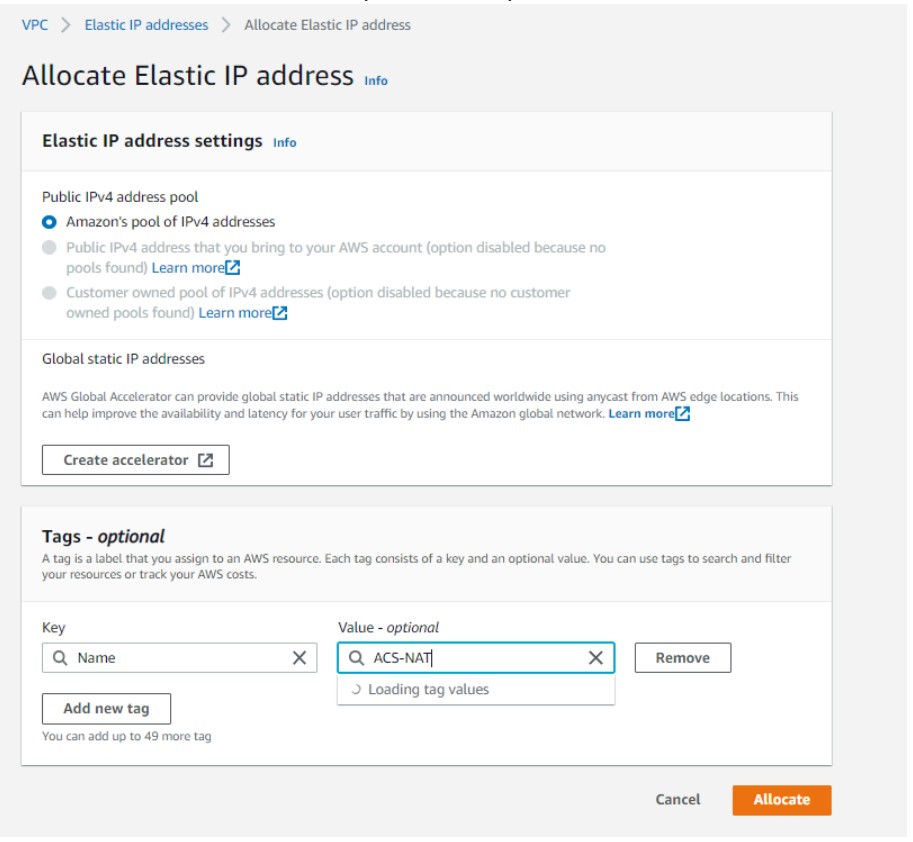 VPC > Elastic IP addresses > Allocate Elastic IP address
Allocate Elastic IP address Info
Elastic IP address settings Info
Public IPv4 address pool
Amazon's pool of IPv4 addresses
Public IPv4 address that you bring to your AWS account (option disabled because no
pools found) Learn more
Customer owned pool of IPv4 addresses (option disabled because no customer
owned pools found) Learn more
Global static IP addresses
AWS Global Accelerator can provide global static IP addresses that are announced worldwide using anycast from AWS edge locations. This
can help improve the availability and latency for your user traffic by using the Amazon global network. Learn more
Create accelerator
Tags - optional
A tag is a label that you assign to an AWS resource. Each tag consists of a key and an optional value. You can use tags to search and filter
your resources or track your AWS costs.
Key Value - optional
Name ACS-NAT Remove
Loading tag values
Add new tag
You can add up to 49 more tag
Cancel Allocate